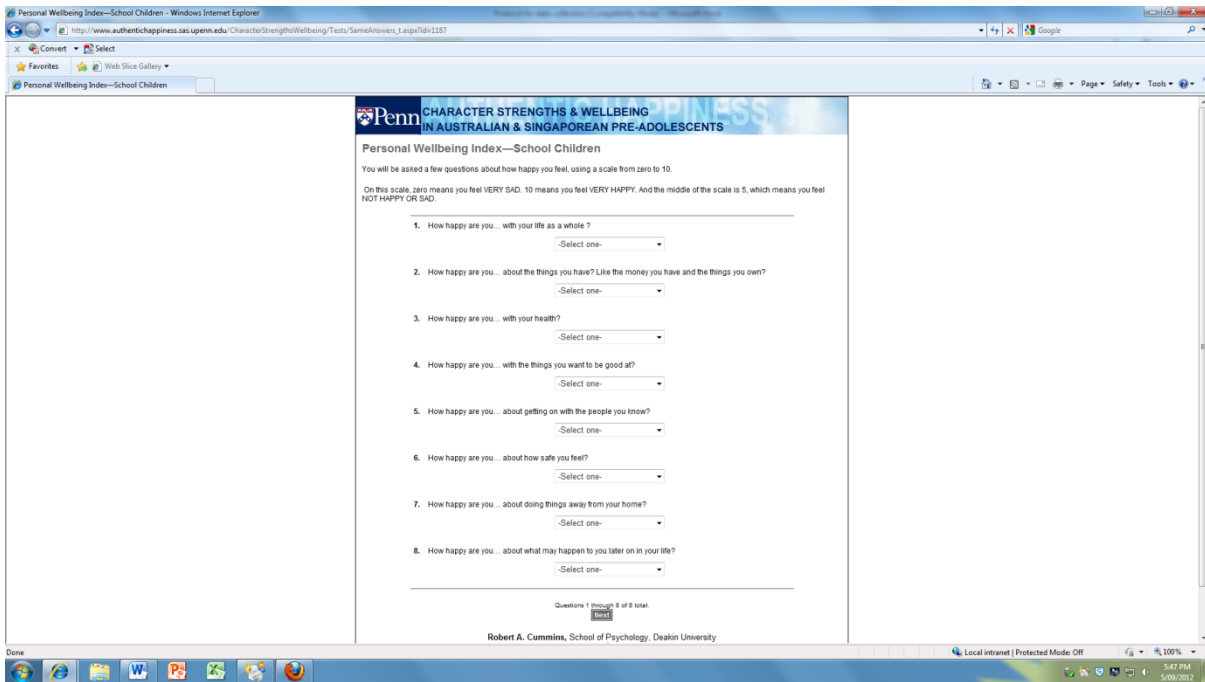 Personal Wellbeing Index—School Children - Windows Internet Explorer
http://www.authentichappiness.sas.upenn.edu/CharacterStrengthsWellbeing/Tests/SameAnswers_t.aspx?id=1187
Google
x Convert Select
Favorites Web Slice Gallery
Personal Wellbeing Index—School Children
Page Safety Tools
AUTHENTIC HAPPINESS
Penn CHARACTER STRENGTHS & WELLBEING
IN AUSTRALIAN & SINGAPOREAN PRE-ADOLESCENTS
Personal Wellbeing Index—School Children
You will be asked a few questions about how happy you feel, using a scale from zero to 10.
On this scale, zero means you feel VERY SAD. 10 means you feel VERY HAPPY. And the middle of the scale is 5, which means you feel
NOT HAPPY OR SAD.
1. How happy are you... with your life as a whole ?
-Select one-
2. How happy are you... about the things you have? Like the money you have and the things you own?
-Select one-
3. How happy are you... with your health?
-Select one-
4. How happy are you... with the things you want to be good at?
-Select one-
5. How happy are you... about getting on with the people you know?
-Select one-
6. How happy are you... about how safe you feel?
-Select one-
7. How happy are you... about doing things away from your home?
-Select one-
8. How happy are you... about what may happen to you later on in your life?
-Select one-
Questions 1 through 8 of 8 total.
Next
Robert A. Cummins, School of Psychology, Deakin University
Done
Local intranet | Protected Mode: Off
100%
5:47 PM
5/09/2012